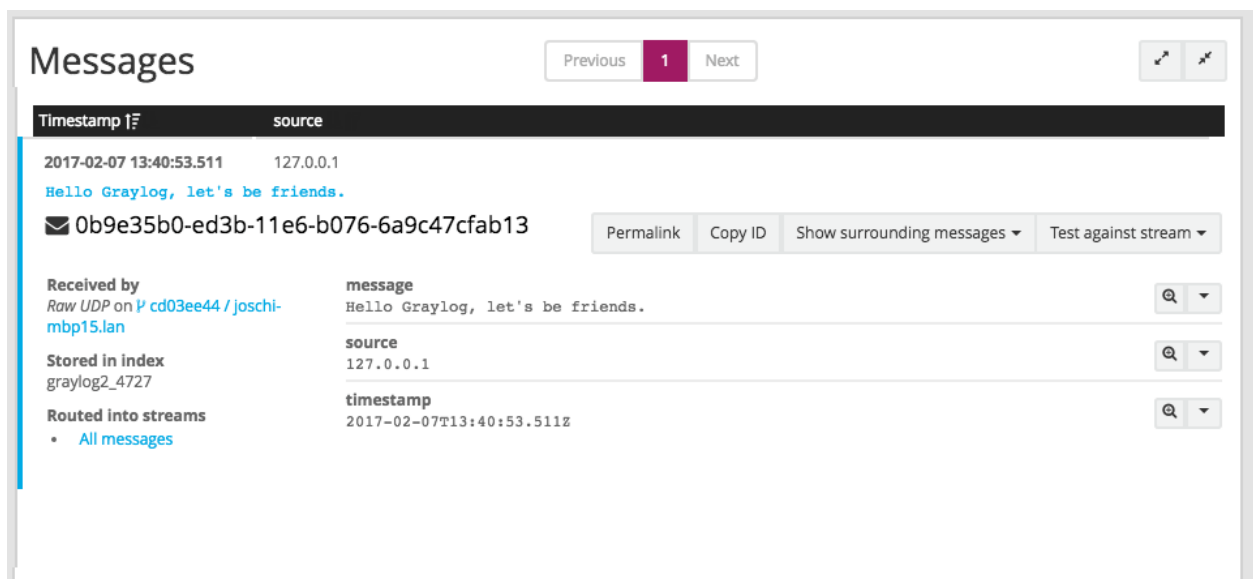 Messages
Previous 1 Next
Timestamp source
2017-02-07 13:40:53.511 127.0.0.1
Hello Graylog, let's be friends.
0b9e35b0-ed3b-11e6-b076-6a9c47cfab13
Permalink Copy ID Show surrounding messages Test against stream
Received by
Raw UDP on cd03ee44 / joschi-
mbp15.lan
Stored in index
graylog2_4727
Routed into streams
• All messages
message
Hello Graylog, let's be friends.
source
127.0.0.1
timestamp
2017-02-07T13:40:53.511Z